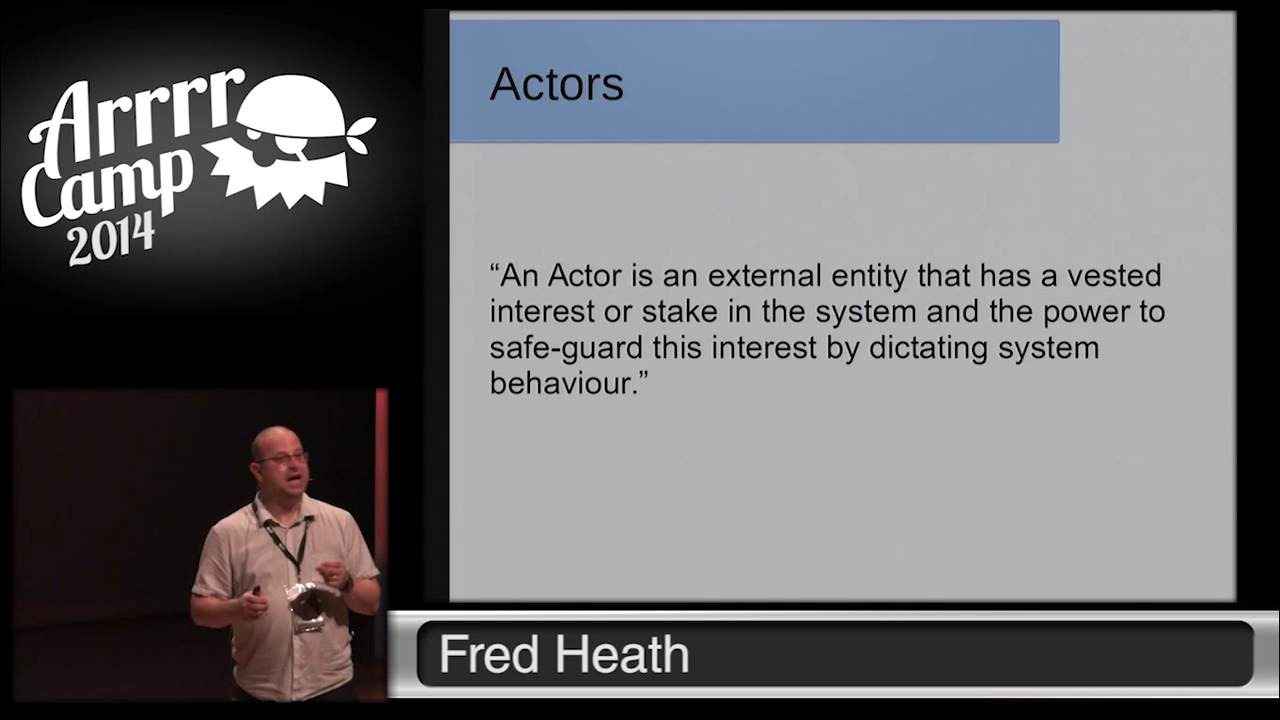 Arrrr
Camp
2014
Actors
“An Actor is an external entity that has a vested
interest or stake in the system and the power to
safe-guard this interest by dictating system
behaviour.”
Fred Heath